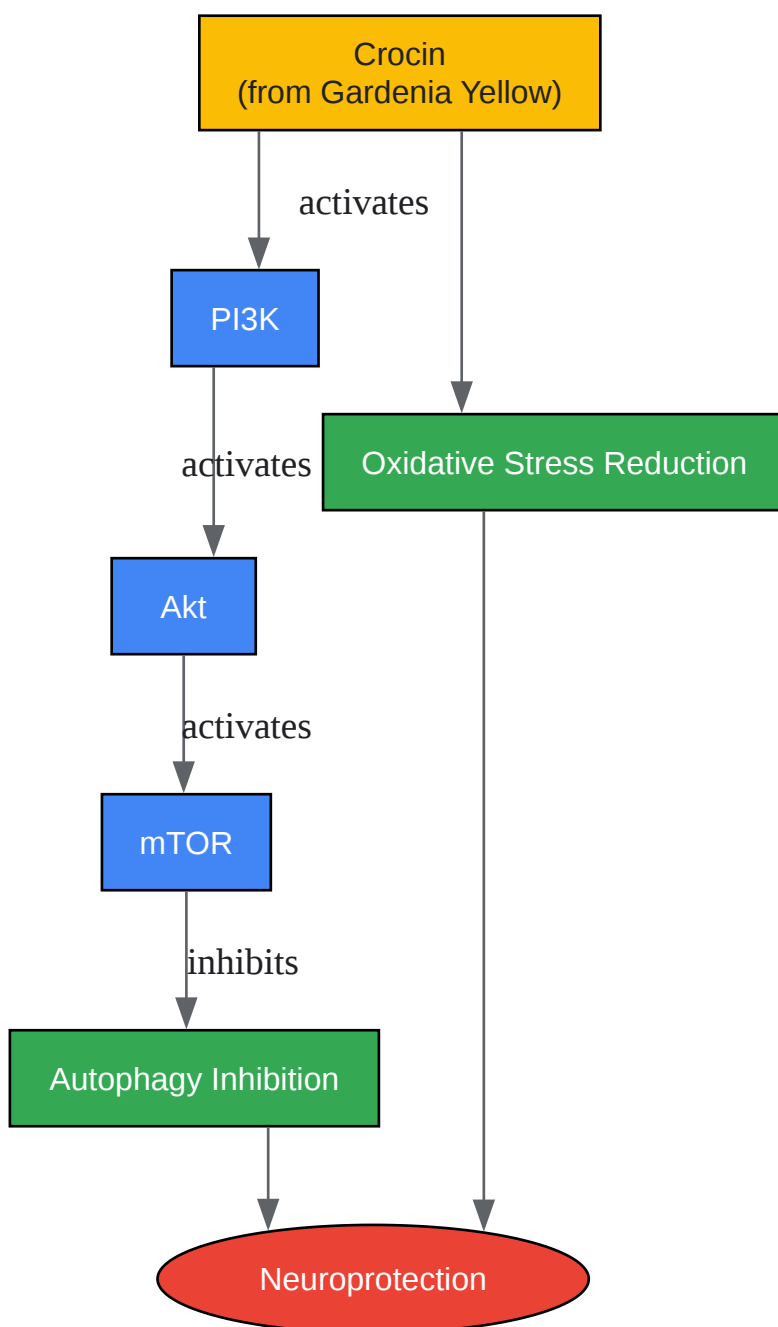 Crocin
(from Gardenia Yellow)
activates
PI3K
activates
Oxidative Stress Reduction
Akt
activates
mTOR
inhibits
Autophagy Inhibition
Neuroprotection